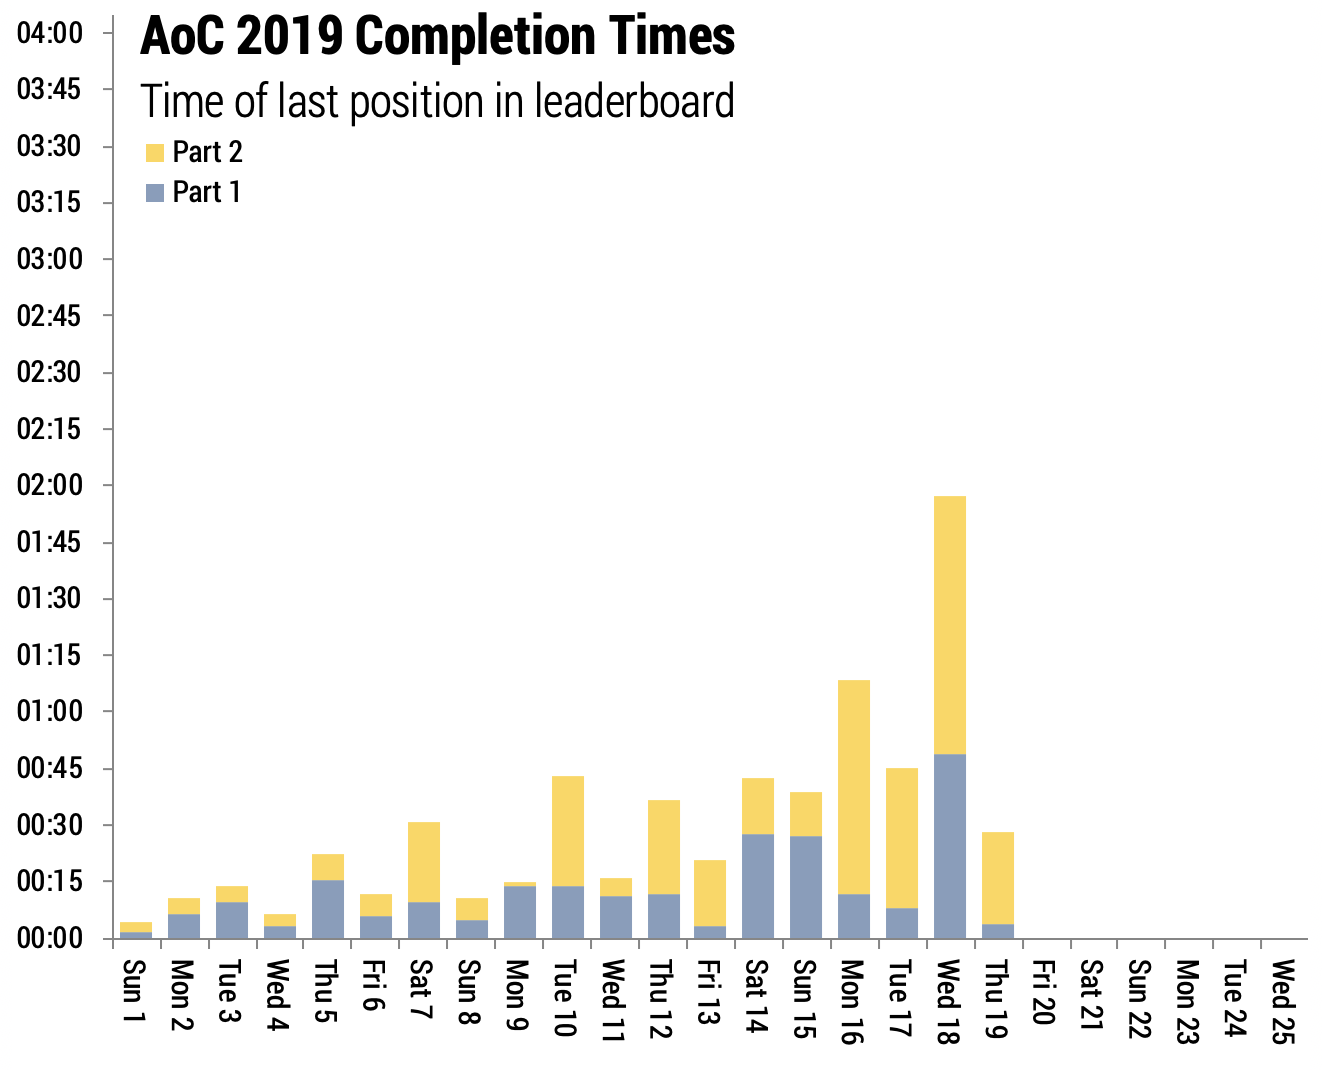 AoC 2019 Completion Times
Time of last position in leaderboard
Part 2
Part 1
04:00
03:45
03:30
03:15
03:00
02:45
02:30
02:15
02:00
01:45
01:30
01:15
01:00
00:45
00:30
00:15
00:00
Sun 1
Mon 2
Tue 3
Wed 4
Thu 5
Fri 6
Sat 7
Sun 8
Mon 9
Tue 10
Wed 11
Thu 12
Fri 13
Sat 14
Sun 15
Mon 16
Tue 17
Wed 18
Thu 19
Fri 20
Sat 21
Sun 22
Mon 23
Tue 24
Wed 25